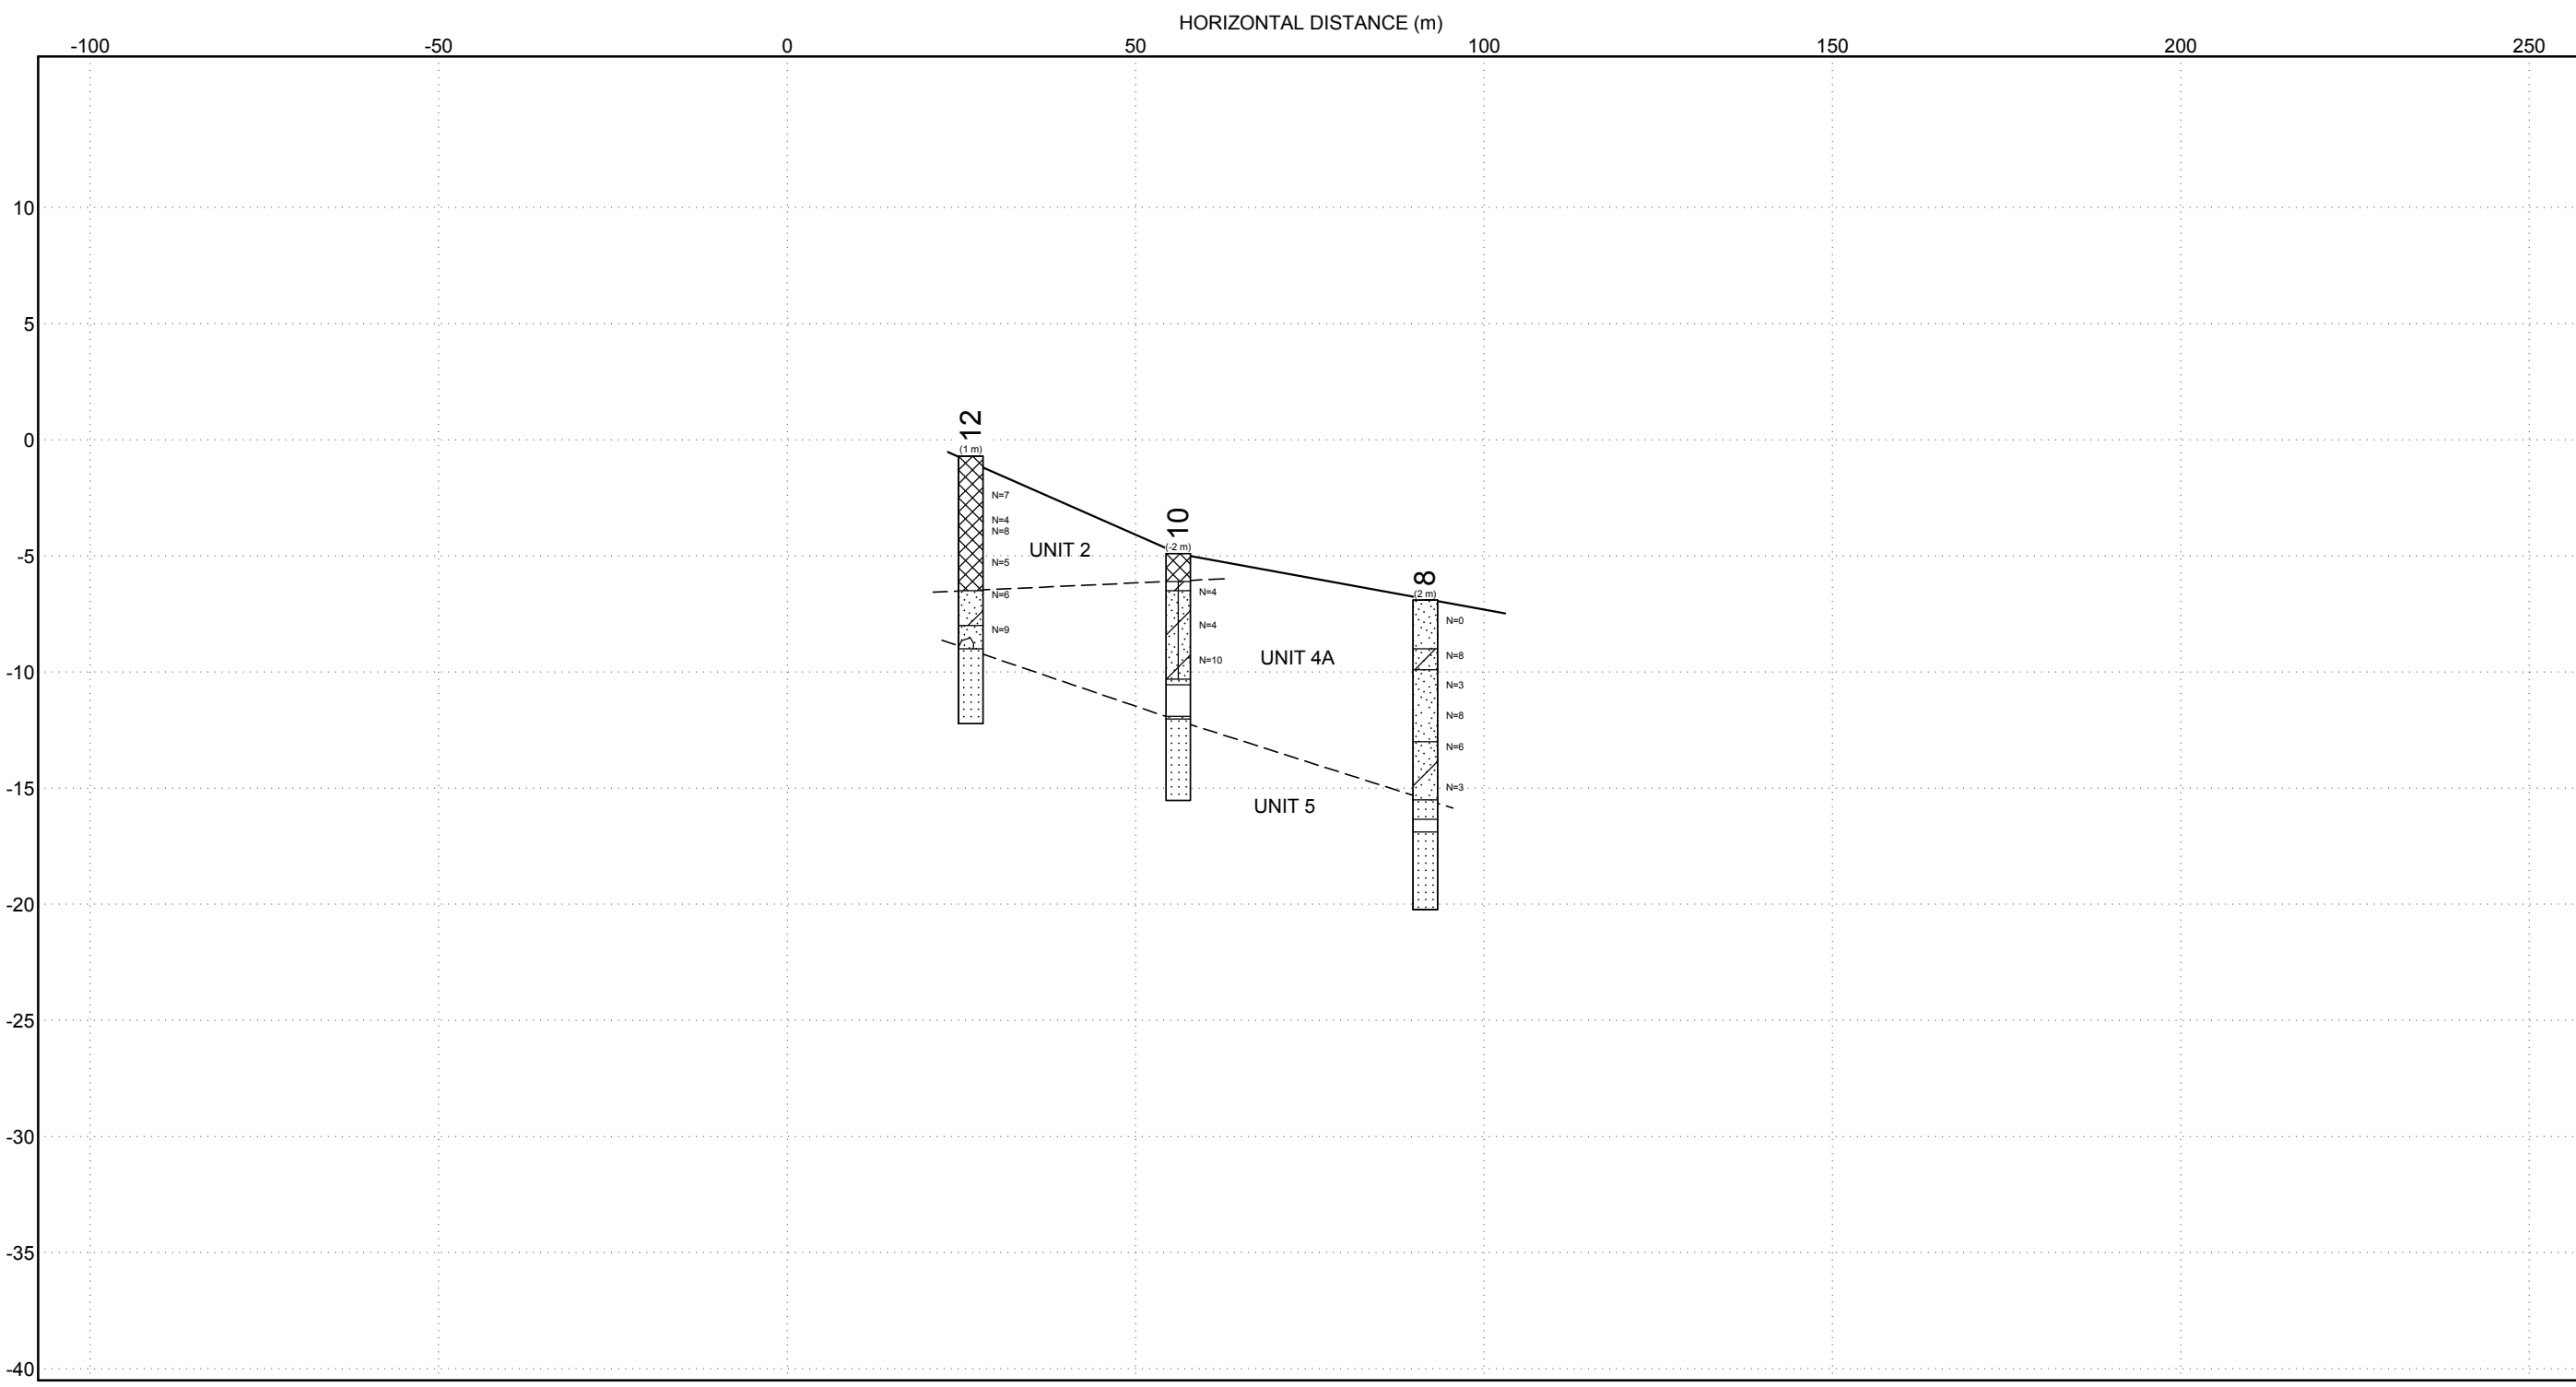 HORIZONTAL DISTANCE (m)
-100 -50 0 50 100 150 200 250
10
5
0
-5
-10
-15
-20
-25
-30
-35
-40
12
(1 m)
N=7
N=4
N=8
N=5
N=6
N=9
UNIT 2
10
(-2 m)
N=4
N=4
N=10
UNIT 4A
UNIT 5
8
(2 m)
N=0
N=8
N=3
N=8
N=6
N=3